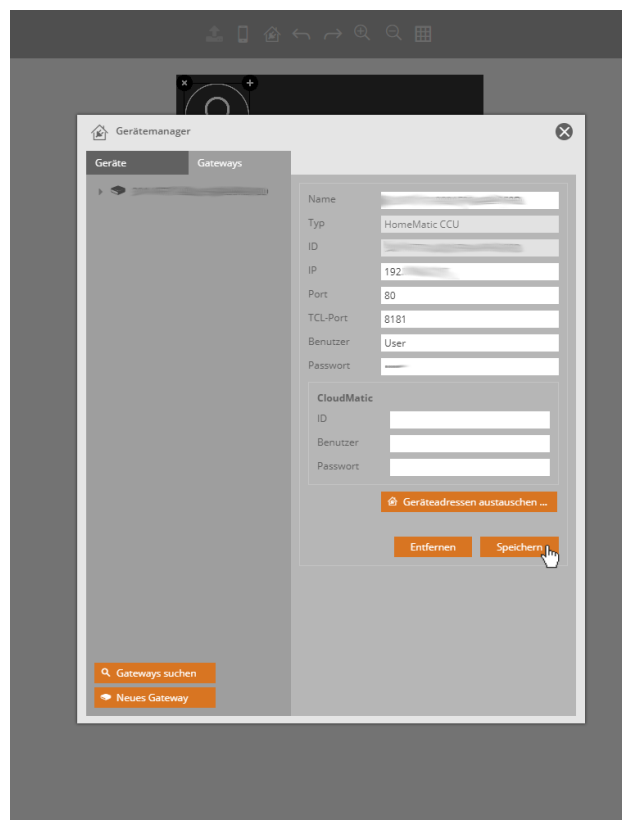 Gerätemanager
Geräte Gateways
Name
Typ HomeMatic CCU
ID
IP 192.
Port 80
TCL-Port 8181
Benutzer User
Passwort
CloudMatic
ID
Benutzer
Passwort
Geräteadressen austauschen ...
Entfernen Speichern
Gateways suchen
Neues Gateway